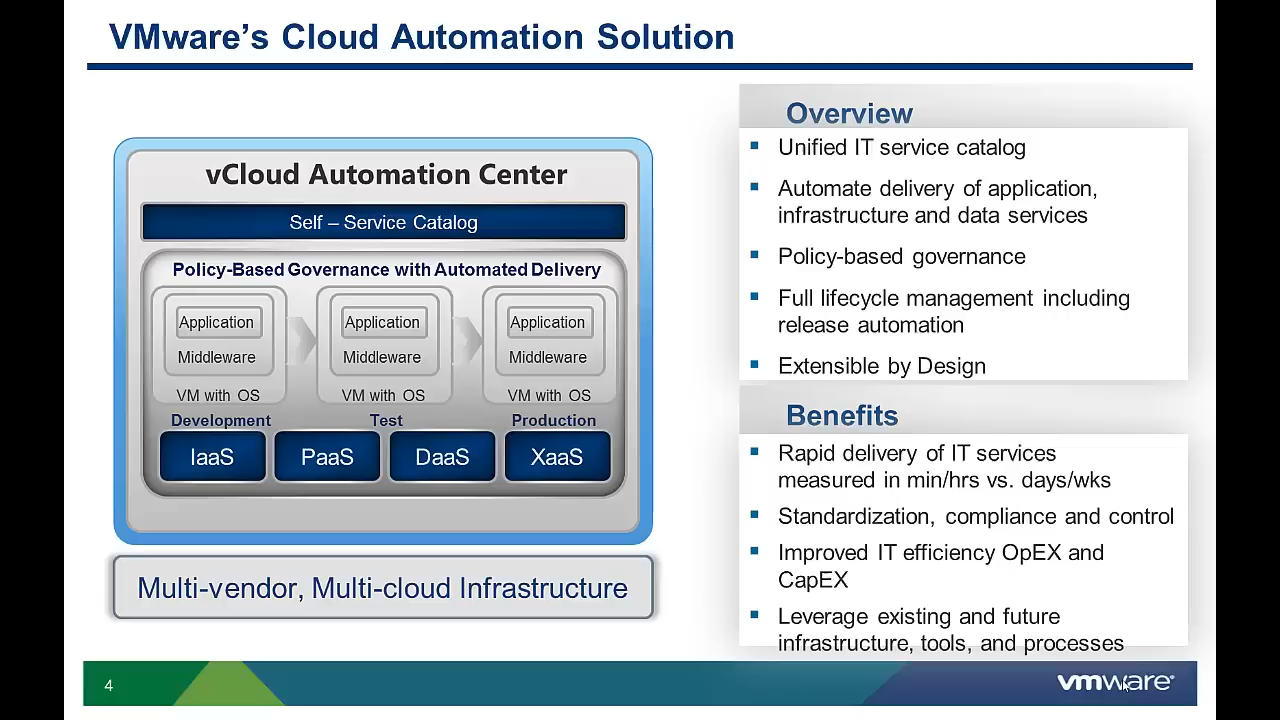 VMware’s Cloud Automation Solution
vCloud Automation Center
Self – Service Catalog
Policy-Based Governance with Automated Delivery
Application
Middleware
VM with OS
Development
Application
Middleware
VM with OS
Test
Application
Middleware
VM with OS
Production
IaaS
PaaS
DaaS
XaaS
Multi-vendor, Multi-cloud Infrastructure
Overview
Unified IT service catalog
Automate delivery of application,
infrastructure and data services
Policy-based governance
Full lifecycle management including
release automation
Extensible by Design
Benefits
Rapid delivery of IT services
measured in min/hrs vs. days/wks
Standardization, compliance and control
Improved IT efficiency OpEX and
CapEX
Leverage existing and future
infrastructure, tools, and processes
4
vmware®